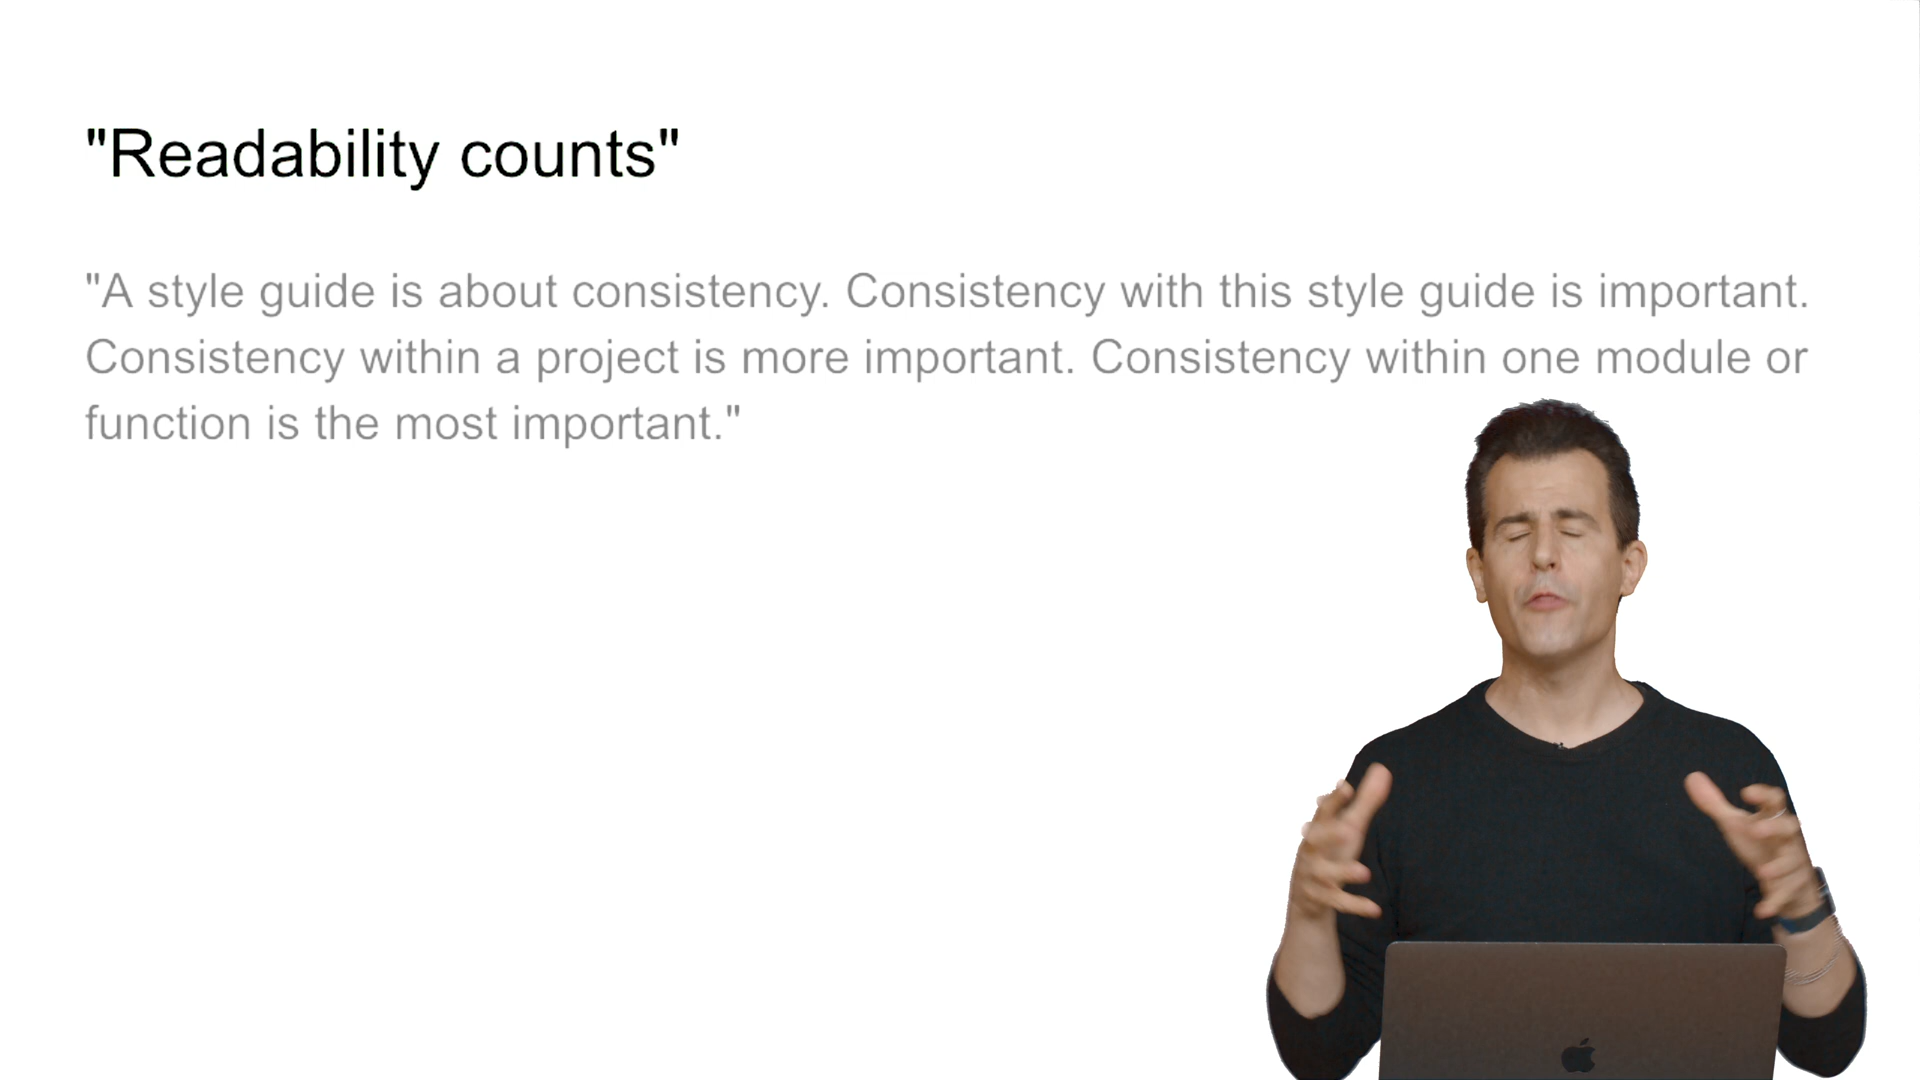 "Readability counts"
"A style guide is about consistency. Consistency with this style guide is important.
Consistency within a project is more important. Consistency within one module or
function is the most important."